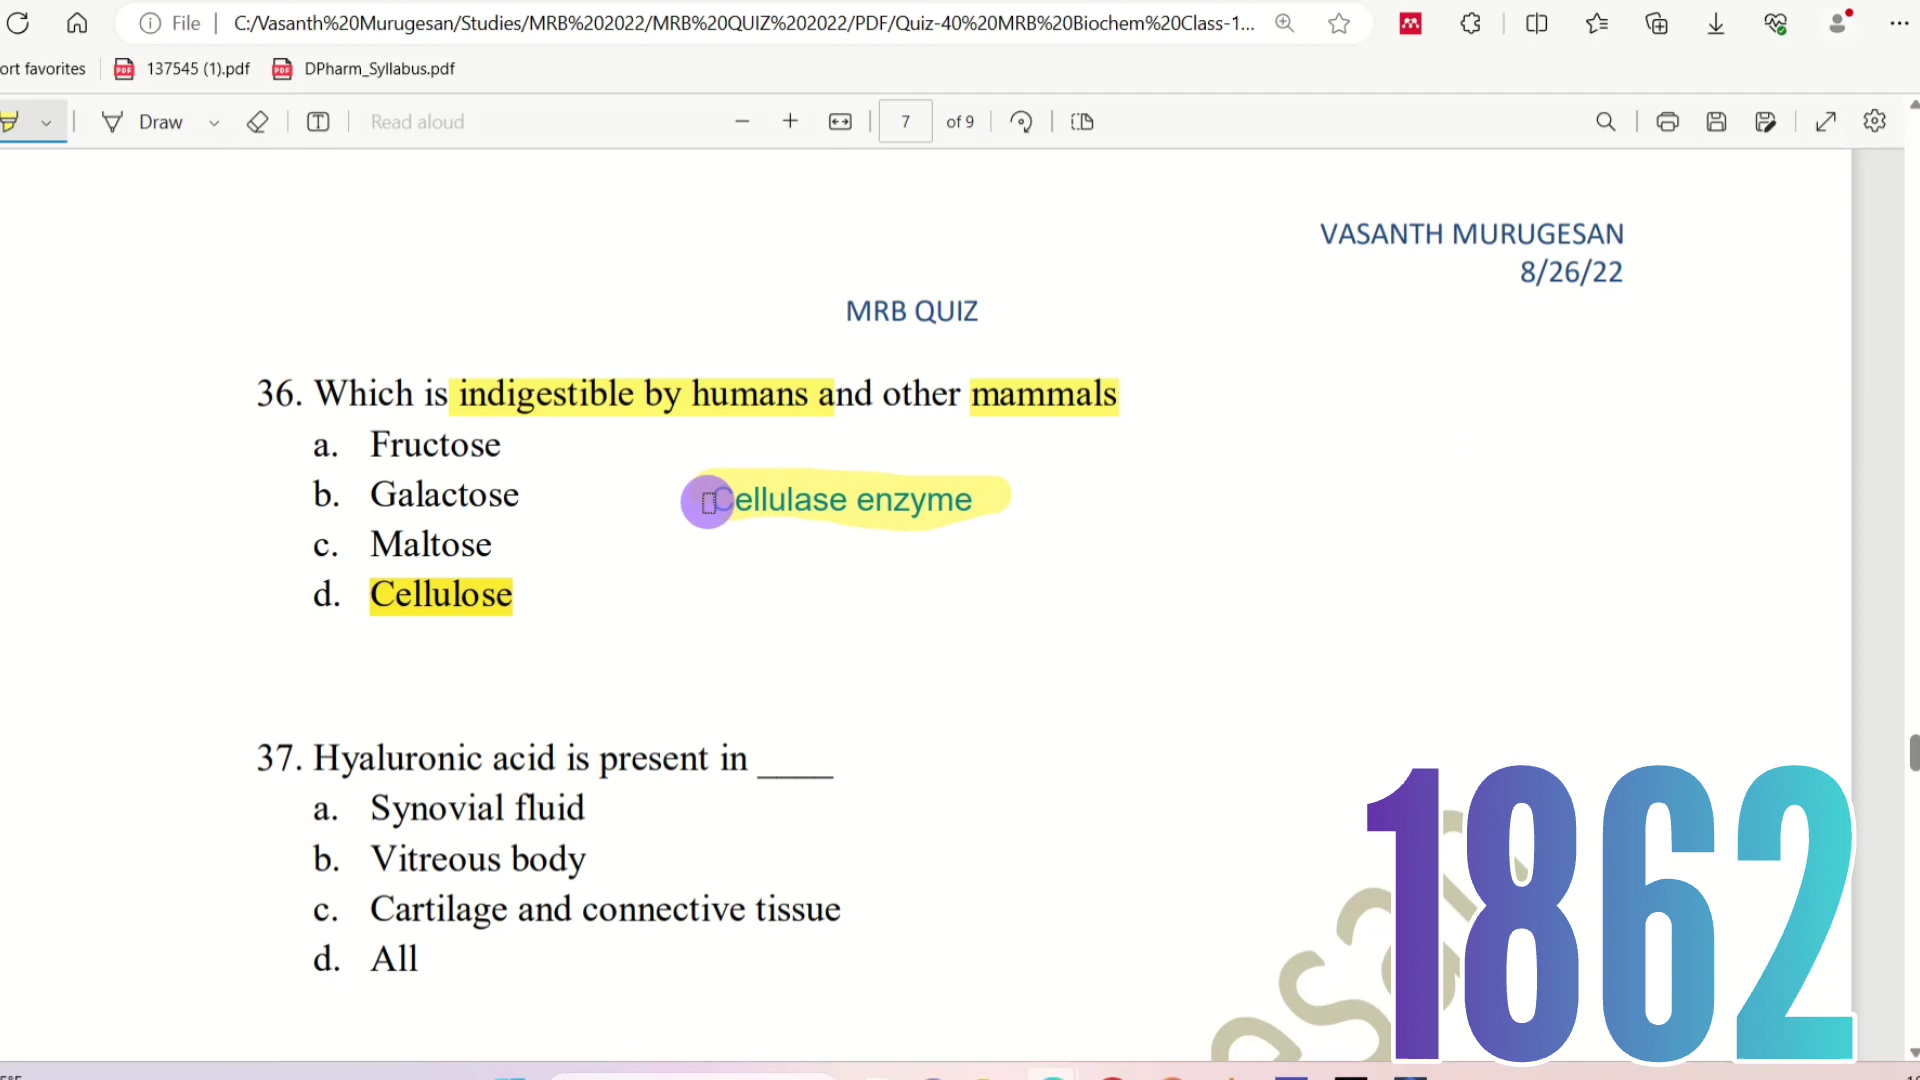 File C:/Vasanth%20Murugesan/Studies/MRB%202022/MRB%20QUIZ%202022/PDF/Quiz-40%20MRB%20Biochem%20Class-1...
ort favorites 137545 (1).pdf DPharm_Syllabus.pdf
Draw Read aloud 7 of 9
VASANTH MURUGESAN
8/26/22
MRB QUIZ
36. Which is indigestible by humans and other mammals
a. Fructose
b. Galactose
Cellulase enzyme
c. Maltose
d. Cellulose
37. Hyaluronic acid is present in ____
a. Synovial fluid
b. Vitreous body
c. Cartilage and connective tissue
d. All
1862